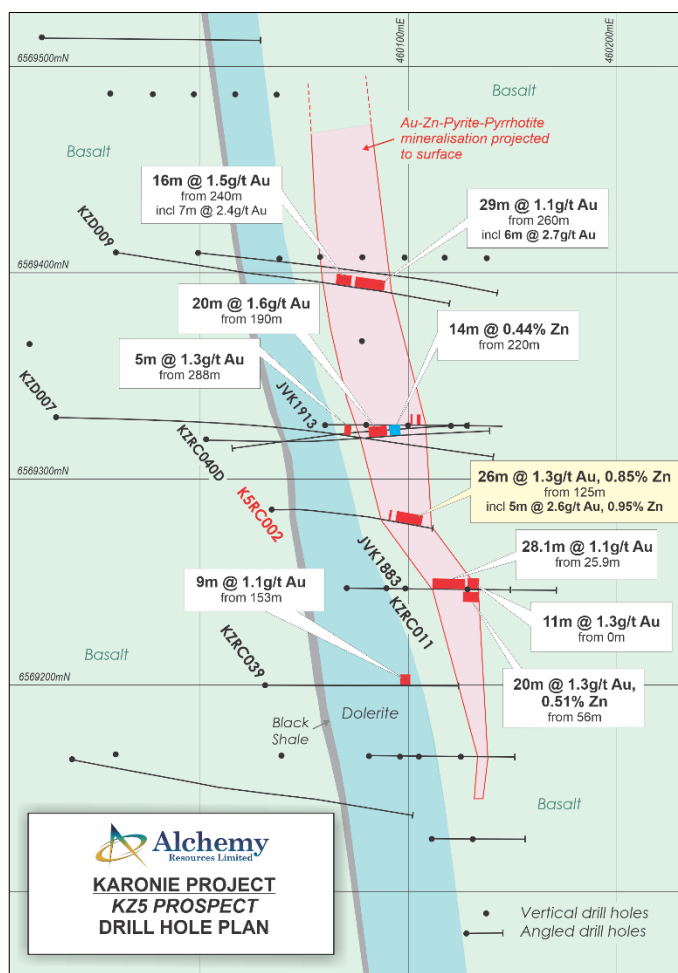 460100mE
460200mE
6569500mN
Basalt
Basalt
Au-Zn-Pyrite-Pyrrhotite
mineralisation projected
to surface
16m @ 1.5g/t Au
from 240m
incl 7m @ 2.4g/t Au
29m @ 1.1g/t Au
from 260m
incl 6m @ 2.7g/t Au
KZD009
6569400mN
20m @ 1.6g/t Au
from 190m
14m @ 0.44% Zn
from 220m
5m @ 1.3g/t Au
from 288m
KZD007
JVK1913
KZRC040D
6569300mN
26m @ 1.3g/t Au, 0.85% Zn
from 125m
incl 5m @ 2.6g/t Au, 0.95% Zn
K5RC002
28.1m @ 1.1g/t Au
from 25.9m
JVK1883
9m @ 1.1g/t Au
from 153m
KZRC011
11m @ 1.3g/t Au
from 0m
KZRC039
Basalt
6569200mN
20m @ 1.3g/t Au,
0.51% Zn
from 56m
Dolerite
Black
Shale
Basalt
Alchemy
Resources Limited
KARONIE PROJECT
KZ5 PROSPECT
DRILL HOLE PLAN
Vertical drill holes
Angled drill holes